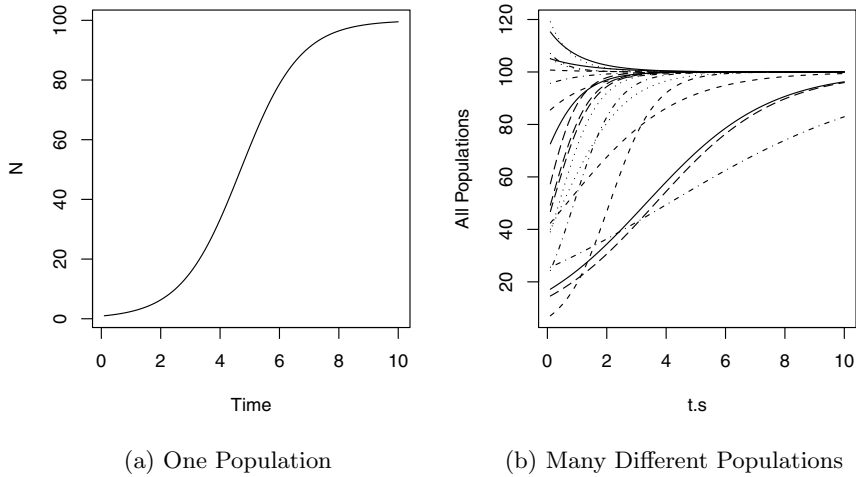 100
80
60
40
20
0
N
0 2 4 6 8 10
Time
(a) One Population
120
100
80
60
40
20
All Populations
0 2 4 6 8 10
t.s
(b) Many Different Populations